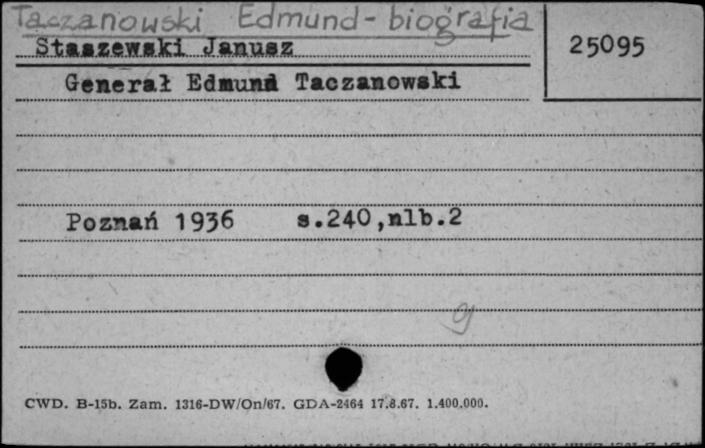 Taczanowski Edmund - biografia
Staszewski Janusz
25095
Generał Edmund Taczanowski
Poznań 1936 s.240,nlb.2
g
CWD. B-15b. Zam. 1316-DW/On/67. GDA-2464 17.8.67. 1.400.000.